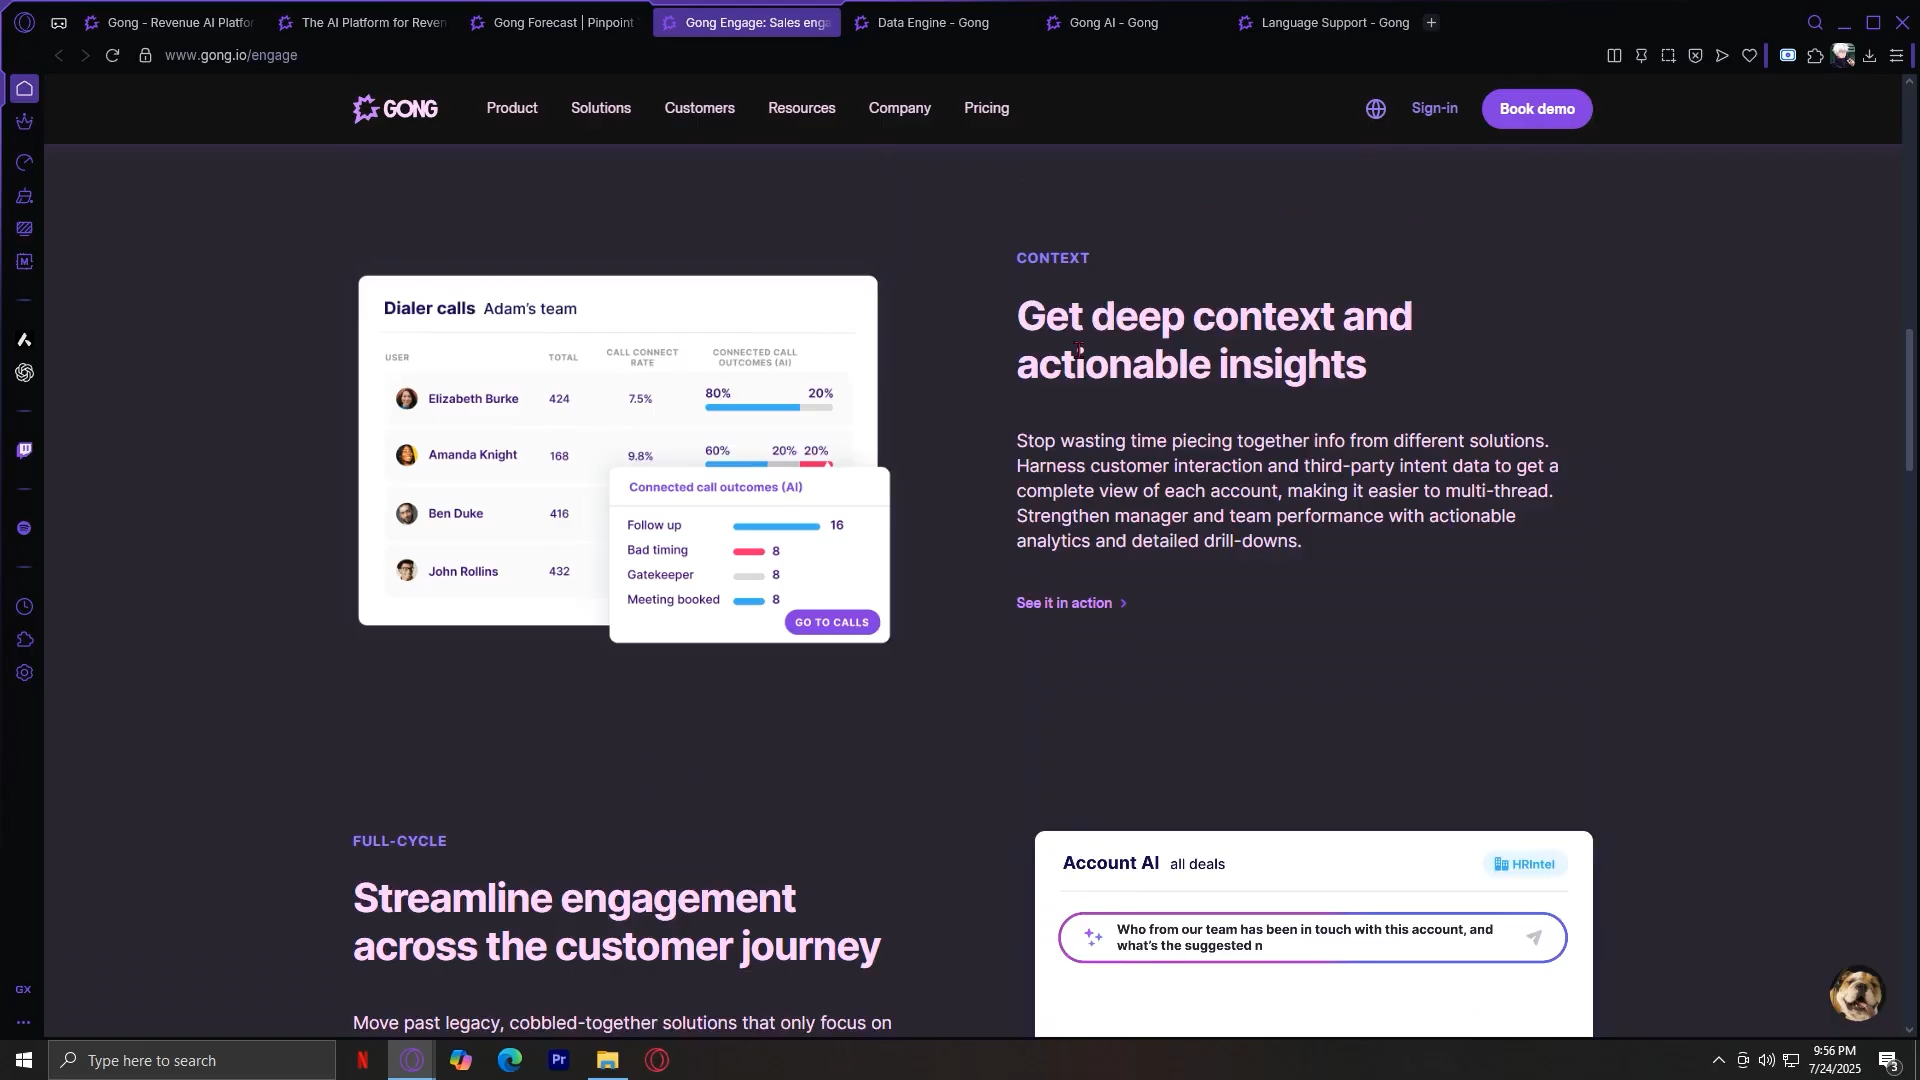 Gong - Revenue AI Platfor
The AI Platform for Reven
Gong Forecast | Pinpoint
Gong Engage: Sales enga
Data Engine - Gong
Gong AI - Gong
Language Support - Gong
www.gong.io/engage
GONG
Product
Solutions
Customers
Resources
Company
Pricing
Sign-in
Book demo
Dialer calls Adam's team
USER
TOTAL
CALL CONNECT
RATE
CONNECTED CALL
OUTCOMES (AI)
Elizabeth Burke
424
7.5%
80%
20%
Amanda Knight
168
9.8%
60%
20%
20%
Ben Duke
416
John Rollins
432
Connected call outcomes (AI)
Follow up
16
Bad timing
8
Gatekeeper
8
Meeting booked
8
GO TO CALLS
CONTEXT
Get deep context and
actionable insights
Stop wasting time piecing together info from different solutions.
Harness customer interaction and third-party intent data to get a
complete view of each account, making it easier to multi-thread.
Strengthen manager and team performance with actionable
analytics and detailed drill-downs.
See it in action
FULL-CYCLE
Streamline engagement
across the customer journey
Move past legacy, cobbled-together solutions that only focus on
Account AI all deals
HRIntel
Who from our team has been in touch with this account, and
what's the suggested n
M
GX
Type here to search
N
Pr
9:56 PM
7/24/2025
3